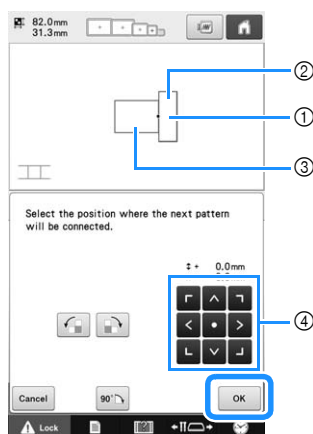 82.0mm
31.3mm
②
①
③
Select the position where the next pattern
will be connected.
0.0mm
④
Cancel
90°
OK
Lock